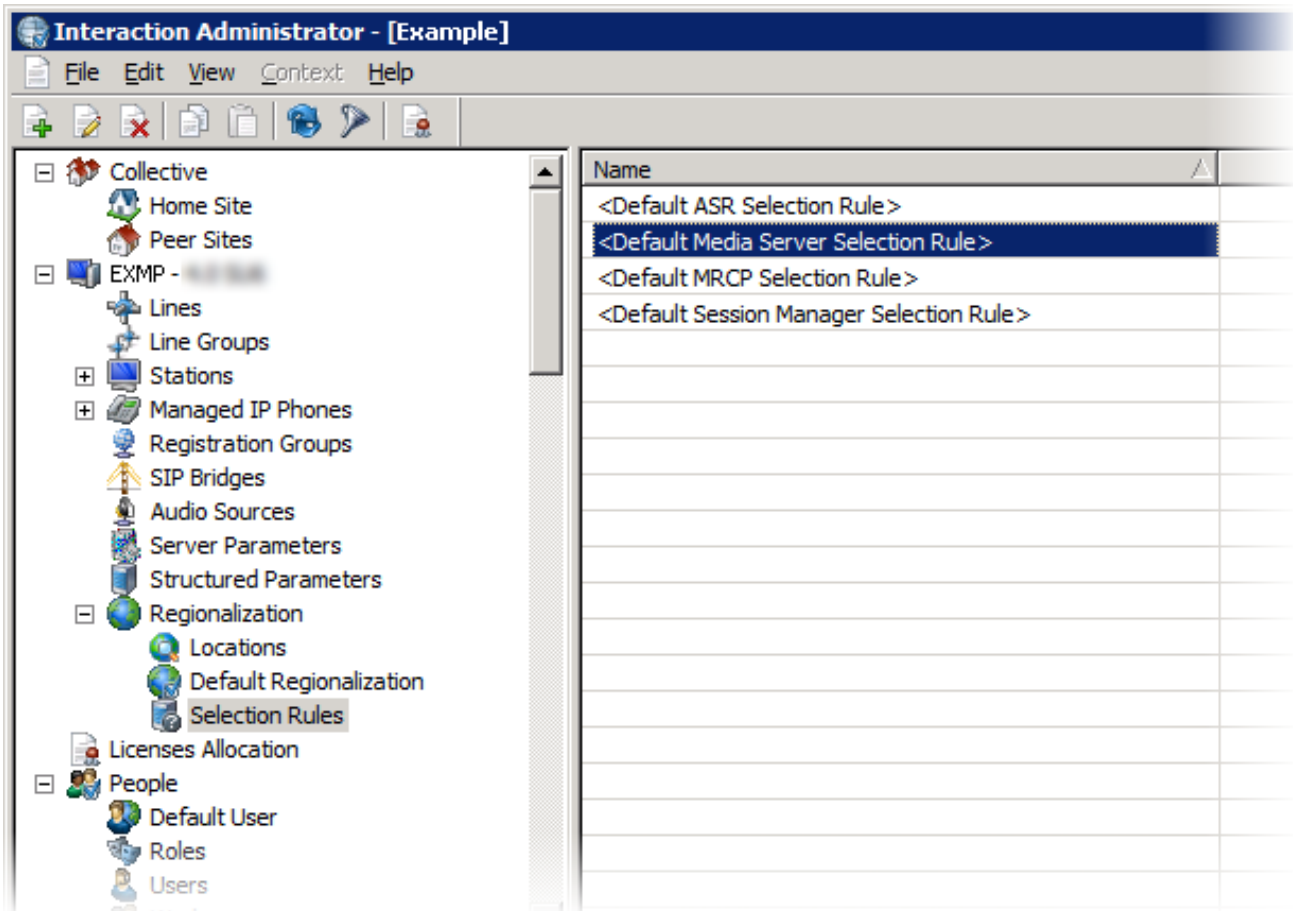 Interaction Administrator - [Example]
File Edit View Context Help
Collective
Home Site
Peer Sites
EXMP -
Lines
Line Groups
Stations
Managed IP Phones
Registration Groups
SIP Bridges
Audio Sources
Server Parameters
Structured Parameters
Regionalization
Locations
Default Regionalization
Selection Rules
Licenses Allocation
People
Default User
Roles
Users
Name
<Default ASR Selection Rule>
<Default Media Server Selection Rule>
<Default MRCP Selection Rule>
<Default Session Manager Selection Rule>